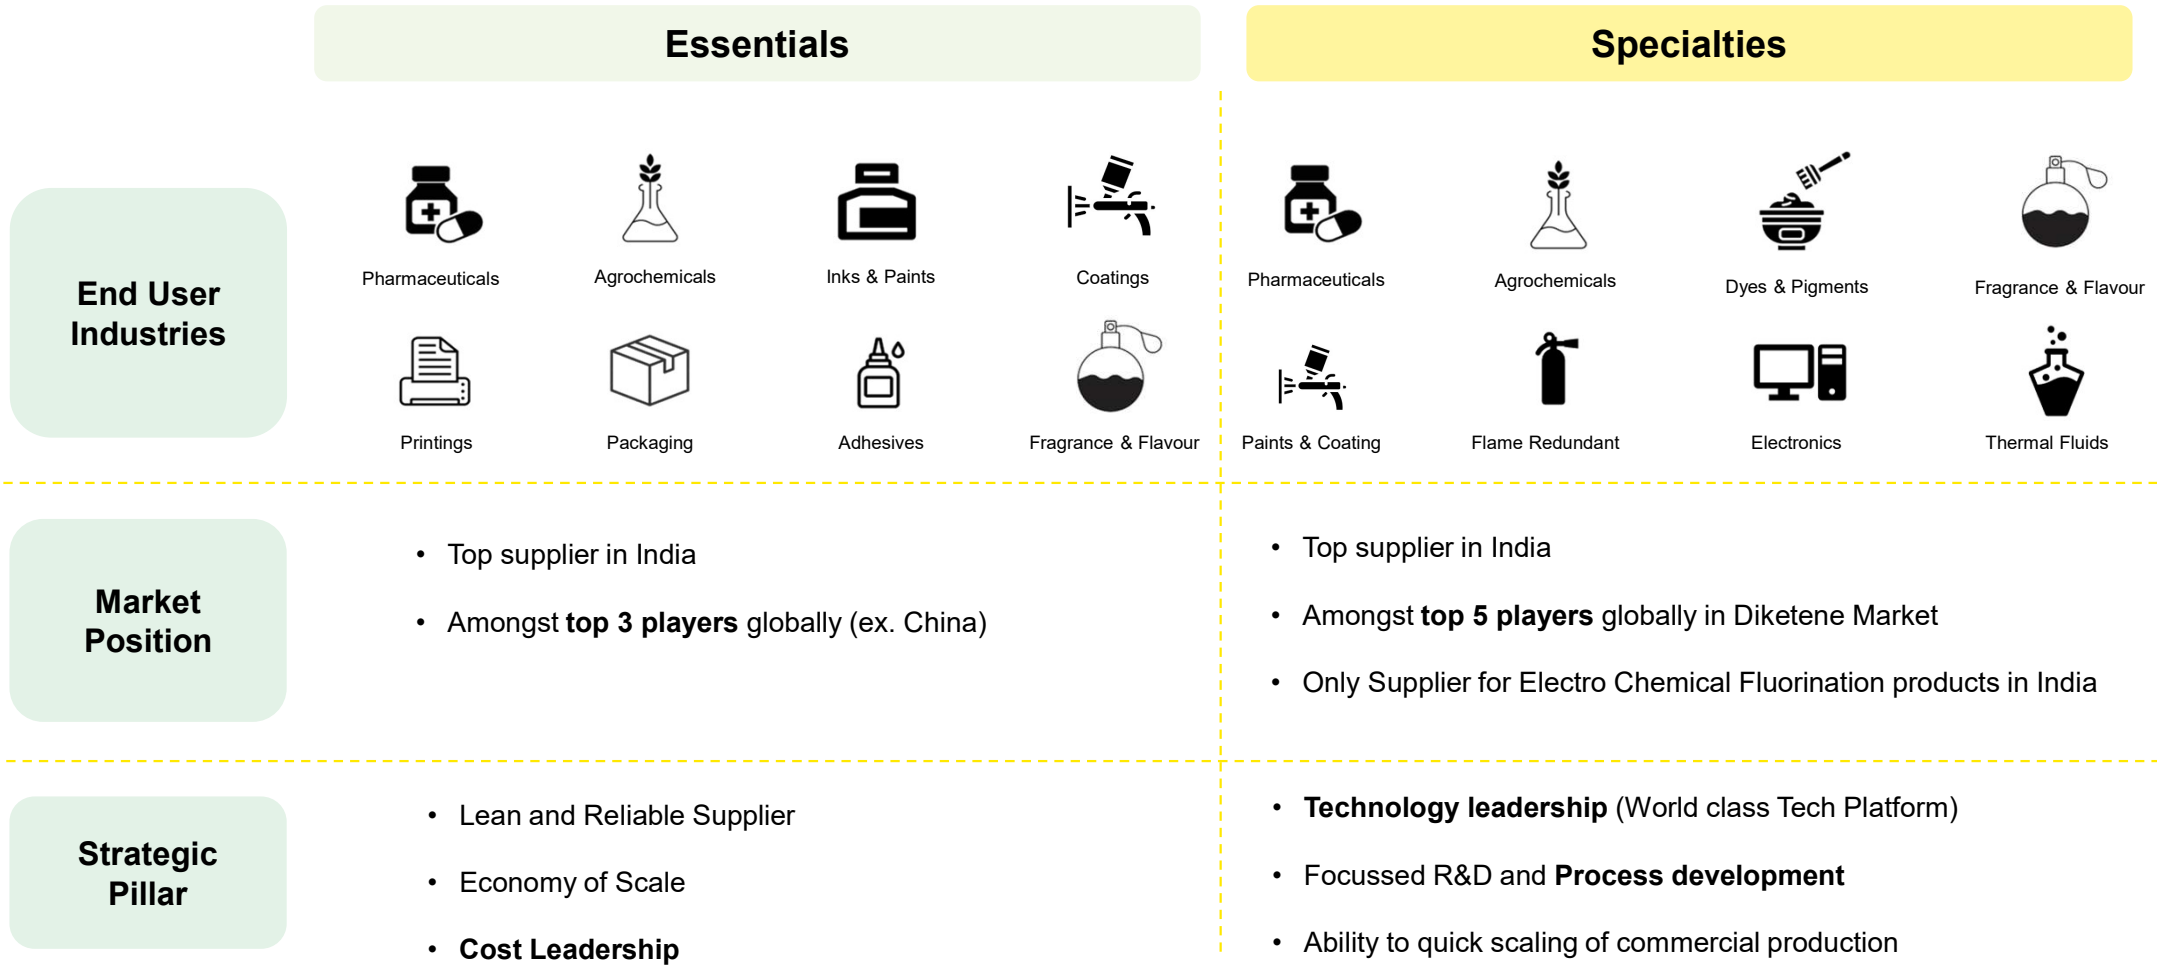 Essentials
Specialties
End User
Industries
Pharmaceuticals
Agrochemicals
Inks & Paints
Coatings
Printings
Packaging
Adhesives
Fragrance & Flavour
Pharmaceuticals
Agrochemicals
Dyes & Pigments
Fragrance & Flavour
Paints & Coating
Flame Redundant
Electronics
Thermal Fluids
Market
Position
• Top supplier in India
• Amongst top 3 players globally (ex. China)
• Top supplier in India
• Amongst top 5 players globally in Diketene Market
• Only Supplier for Electro Chemical Fluorination products in India
Strategic
Pillar
• Lean and Reliable Supplier
• Economy of Scale
• Cost Leadership
• Technology leadership (World class Tech Platform)
• Focussed R&D and Process development
• Ability to quick scaling of commercial production